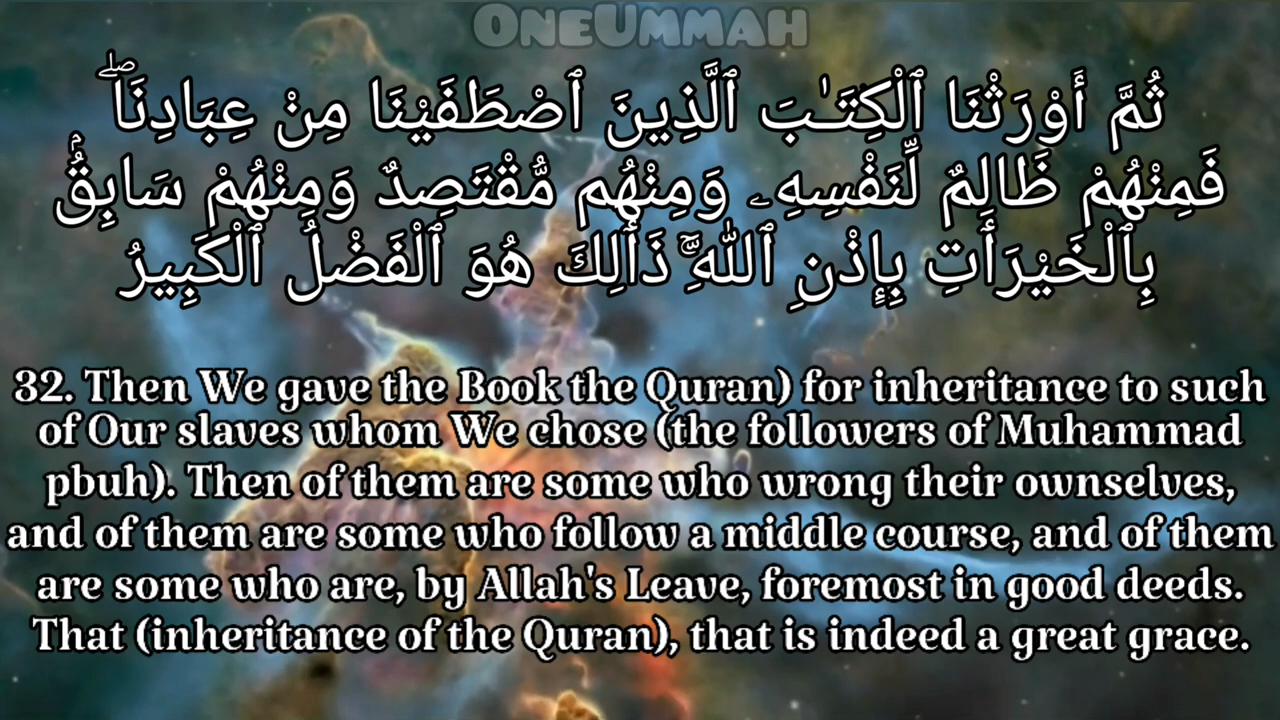 OneUmmah
ثُمَّ أَوْرَثْنَا ٱلْكِتَـٰبَ ٱلَّذِينَ ٱصْطَفَيْنَا مِنْ عِبَادِنَاۖ
فَمِنْهُمْ ظَالِمٌ لِّنَفْسِهِۦ وَمِنْهُم مُّقْتَصِدٌ وَمِنْهُمْ سَابِقُۢ
بِٱلْخَيْرَٲتِ بِإِذْنِ ٱللَّهِۚ ذَٲلِكَ هُوَ ٱلْفَضْلُ ٱلْكَبِيرُ
32. Then We gave the Book the Quran) for inheritance to such
of Our slaves whom We chose (the followers of Muhammad
pbuh). Then of them are some who wrong their ownselves,
and of them are some who follow a middle course, and of them
are some who are, by Allah's Leave, foremost in good deeds.
That (inheritance of the Quran), that is indeed a great grace.